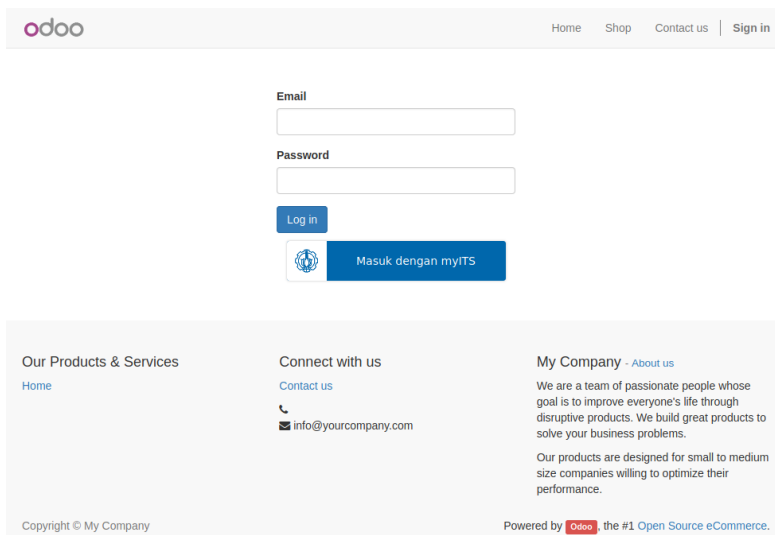 odoo
Home Shop Contact us Sign in
Email
Password
Log in
Masuk dengan myITS
Our Products & Services
Home
Connect with us
Contact us
info@yourcompany.com
My Company - About us
We are a team of passionate people whose
goal is to improve everyone's life through
disruptive products. We build great products to
solve your business problems.
Our products are designed for small to medium
size companies willing to optimize their
performance.
Copyright © My Company
Powered by Odoo, the #1 Open Source eCommerce.